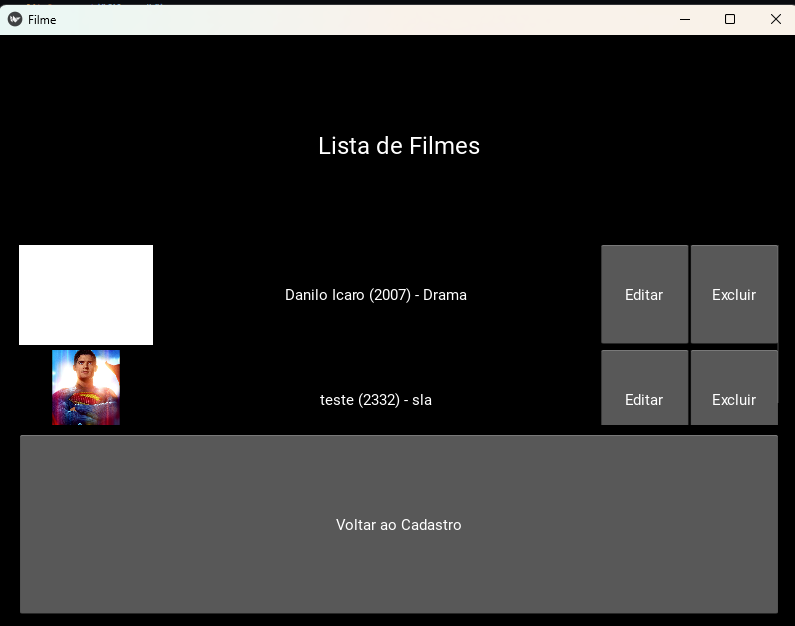 Filme
Lista de Filmes
Danilo Icaro (2007) - Drama
Editar
Excluir
teste (2332) - sla
Editar
Excluir
Voltar ao Cadastro